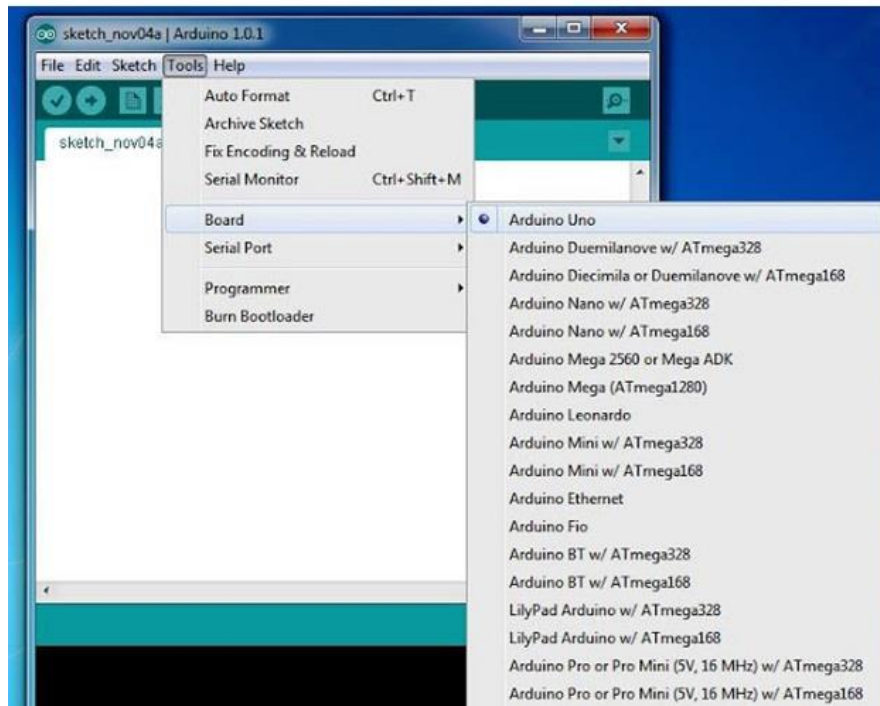 sketch_nov04a | Arduino 1.0.1
File Edit Sketch Tools Help
sketch_nov04a
Auto Format Ctrl+T
Archive Sketch
Fix Encoding & Reload
Serial Monitor Ctrl+Shift+M
Board
Serial Port
Programmer
Burn Bootloader
Arduino Uno
Arduino Duemilanove w/ ATmega328
Arduino Diecimila or Duemilanove w/ ATmega168
Arduino Nano w/ ATmega328
Arduino Nano w/ ATmega168
Arduino Mega 2560 or Mega ADK
Arduino Mega (ATmega1280)
Arduino Leonardo
Arduino Mini w/ ATmega328
Arduino Mini w/ ATmega168
Arduino Ethernet
Arduino Fio
Arduino BT w/ ATmega328
Arduino BT w/ ATmega168
LilyPad Arduino w/ ATmega328
LilyPad Arduino w/ ATmega168
Arduino Pro or Pro Mini (5V, 16 MHz) w/ ATmega328
Arduino Pro or Pro Mini (5V, 16 MHz) w/ ATmega168